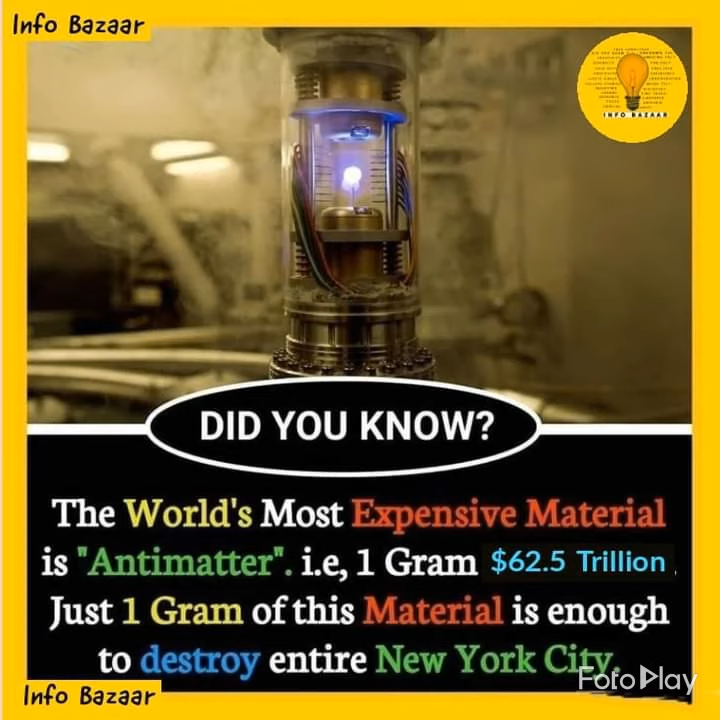 Info Bazaar
INFO BAZAAR
DID YOU KNOW?
The World's Most Expensive Material
is "Antimatter". i.e, 1 Gram $62.5 Trillion.
Just 1 Gram of this Material is enough
to destroy entire New York City.
FotoPlay
Info Bazaar